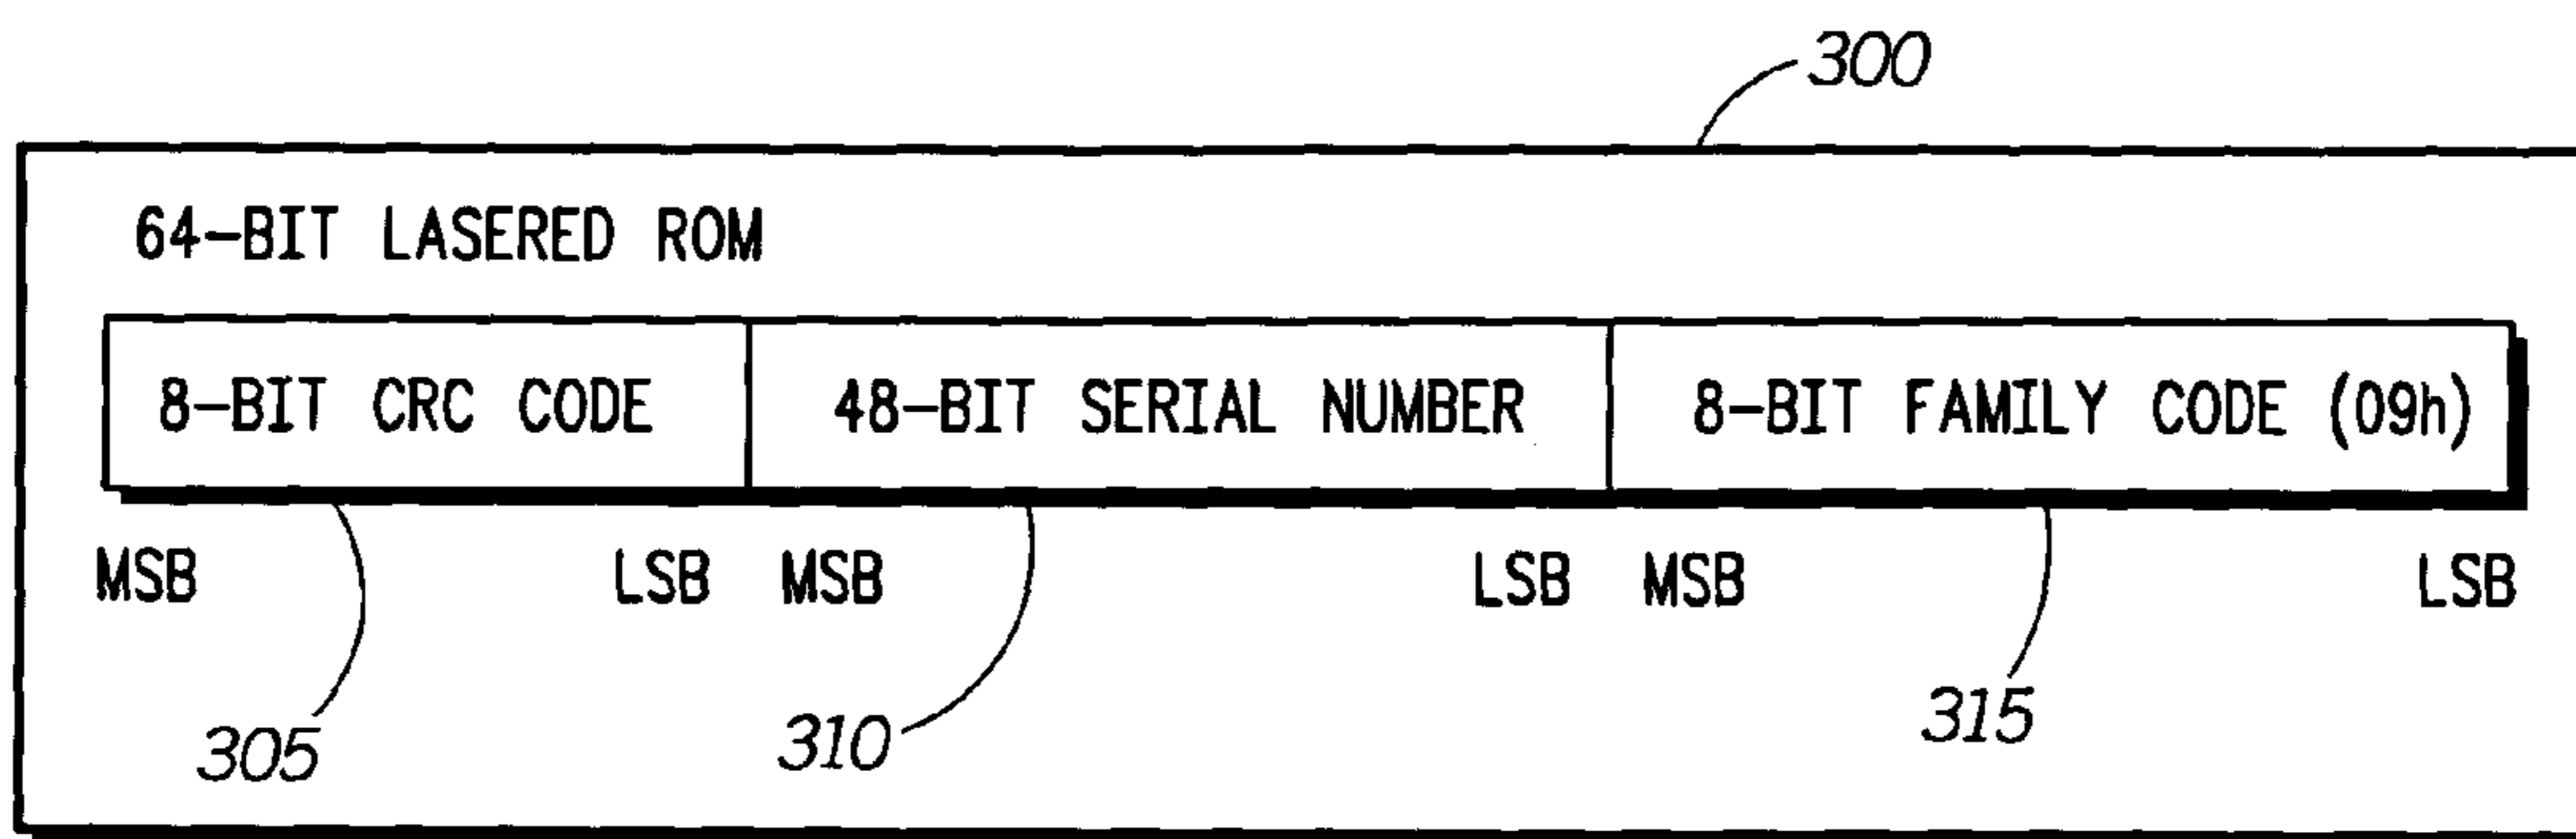 300
64-BIT LASERED ROM
8-BIT CRC CODE 48-BIT SERIAL NUMBER 8-BIT FAMILY CODE (09h)
MSB LSB MSB LSB MSB LSB
305 310 315